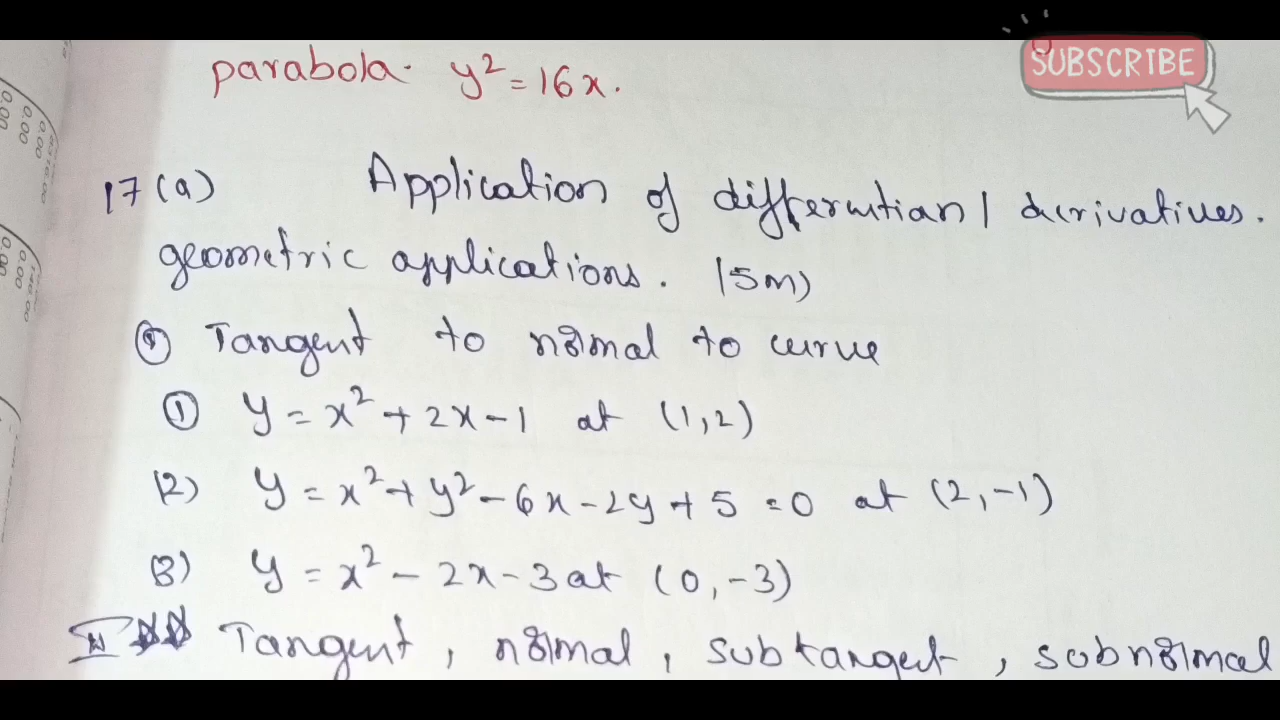 SUBSCRIBE
parabola. y² = 16x.
17(a) Application of differentian | derivatives.
geometric applications. (5m)
Tangent to normal to curve
① y = x² + 2x - 1 at (1,2)
(2) y = x² + y² - 6x - 2y + 5 = 0 at (2,-1)
(3) y = x² - 2x - 3 at (0,-3)
II Tangent, normal, subtangent, subnormal